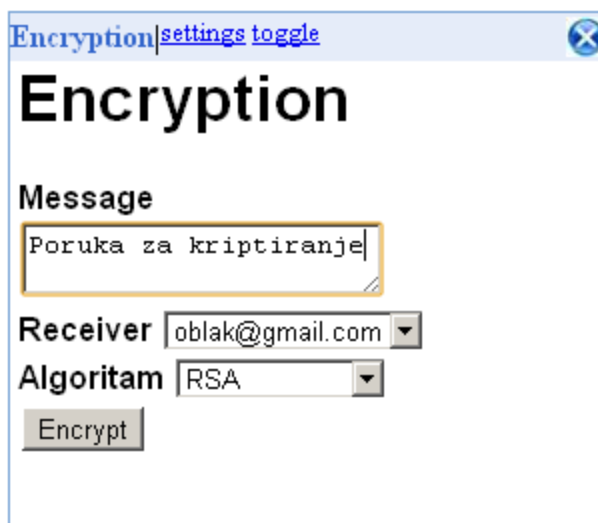 Encryption|settings toggle
Encryption
Message
Poruka za kriptiranje
Receiver oblak@gmail.com
Algoritam RSA
Encrypt